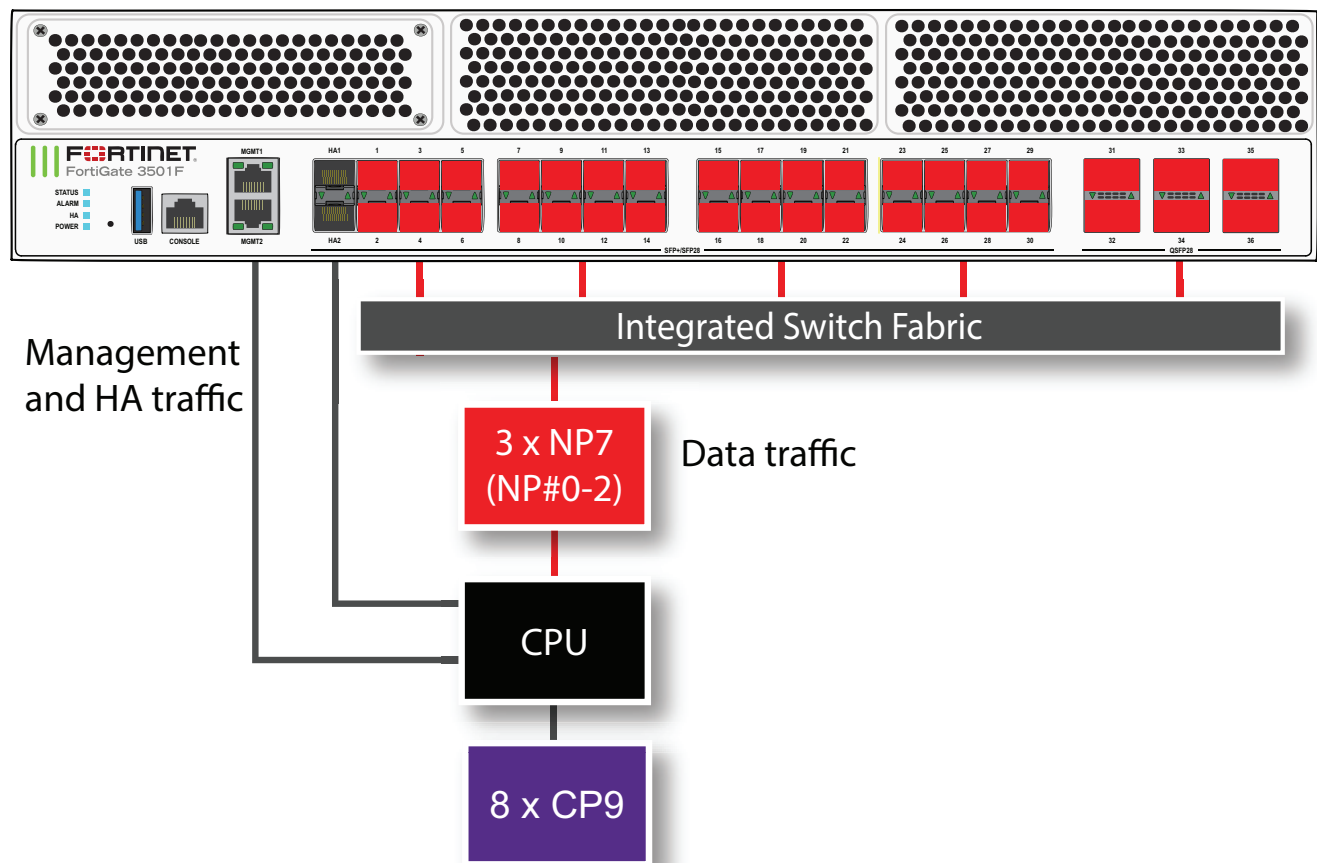 FORTINET
FortiGate 3501F
STATUS
ALARM
HA
POWER
USB
CONSOLE
MGMT1
MGMT2
HA1 1 3 5 7 9 11 13 15 17 19 21 23 25 27 29 31 33 35
HA2 2 4 6 8 10 12 14 16 18 20 22 24 26 28 30 32 34 36
SFP+/SFP28
QSFP28
Integrated Switch Fabric
Management
and HA traffic
3 x NP7
(NP#0-2)
Data traffic
CPU
8 x CP9